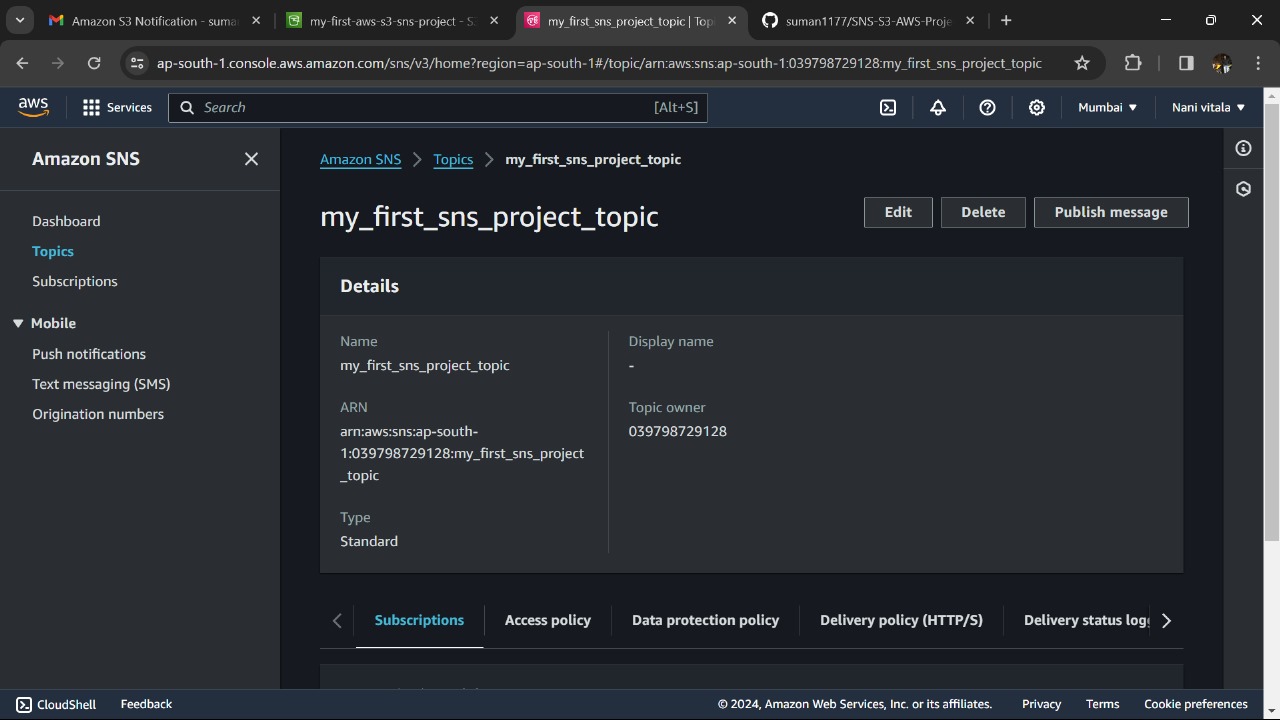 Amazon S3 Notification - suma
my-first-aws-s3-sns-project - S
my_first_sns_project_topic | Top
suman1177/SNS-S3-AWS-Proje
ap-south-1.console.aws.amazon.com/sns/v3/home?region=ap-south-1#/topic/arn:aws:sns:ap-south-1:039798729128:my_first_sns_project_topic
aws
Services
Search
[Alt+S]
Mumbai
Nani vitala
Amazon SNS
Dashboard
Topics
Subscriptions
Mobile
Push notifications
Text messaging (SMS)
Origination numbers
Amazon SNS
Topics
my_first_sns_project_topic
my_first_sns_project_topic
Edit
Delete
Publish message
Details
Name
my_first_sns_project_topic
ARN
arn:aws:sns:ap-south-
1:039798729128:my_first_sns_project
_topic
Type
Standard
Display name
-
Topic owner
039798729128
Subscriptions
Access policy
Data protection policy
Delivery policy (HTTP/S)
Delivery status log
CloudShell
Feedback
© 2024, Amazon Web Services, Inc. or its affiliates.
Privacy
Terms
Cookie preferences